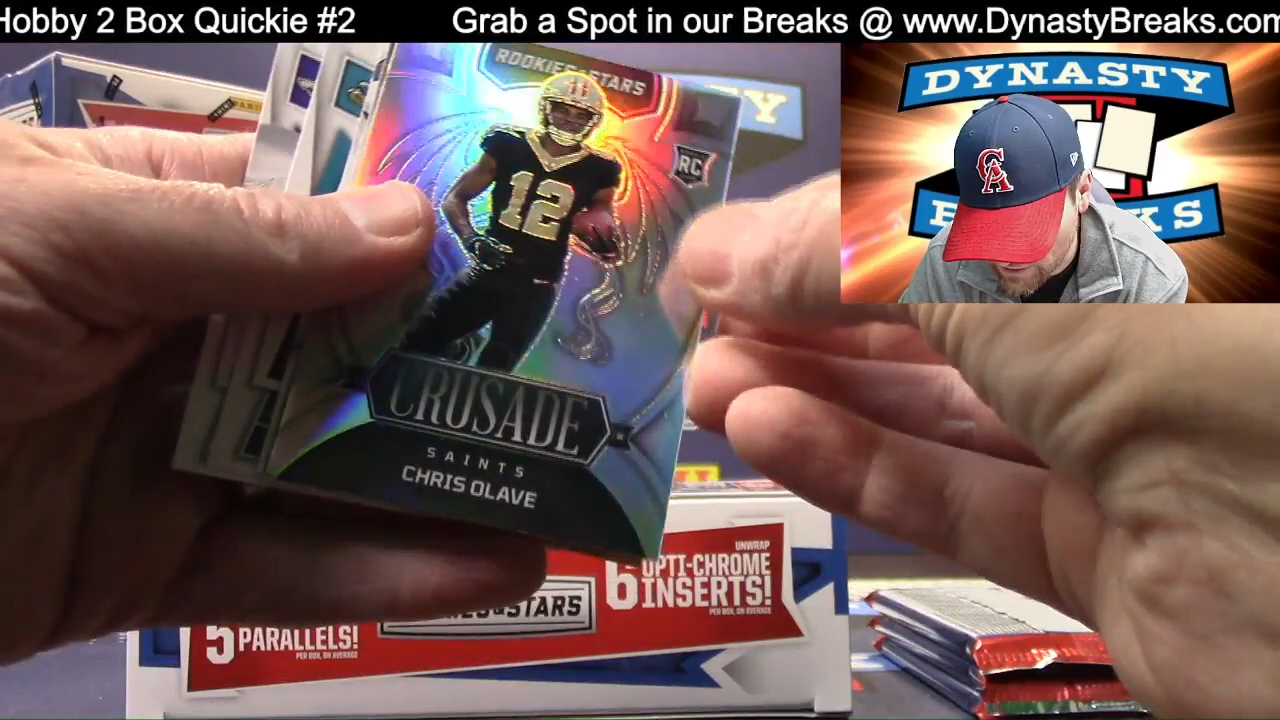 Hobby 2 Box Quickie #2
Grab a Spot in our Breaks @ www.DynastyBreaks.com
DYNASTY
KS
CA
ROOKIES STARS
RC
12
CRUSADE
SAINTS
CHRIS OLAVE
5 PARALLELS!
PER BOX, ON AVERAGE
&STARS
UNWRAP
6 OPTI-CHROME
INSERTS!
PER BOX, ON AVERAGE